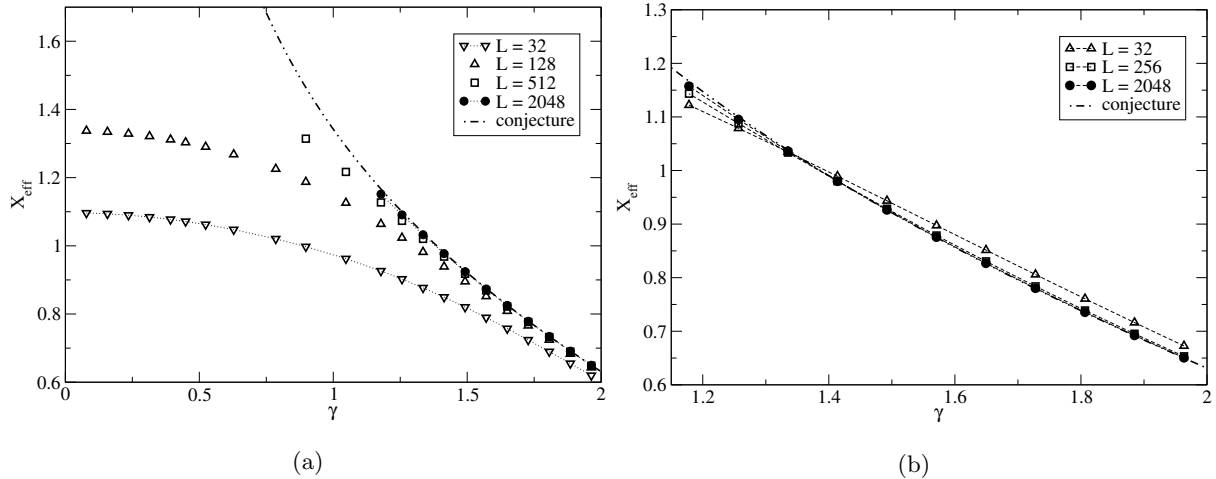 1.6
1.4
1.2
1
0.8
0.6
X_eff
0
0.5
1
1.5
2
γ
L = 32
L = 128
L = 512
L = 2048
conjecture
(a)
1.3
1.2
1.1
1
0.9
0.8
0.7
0.6
X_eff
1.2
1.4
1.6
1.8
2
γ
L = 32
L = 256
L = 2048
conjecture
(b)